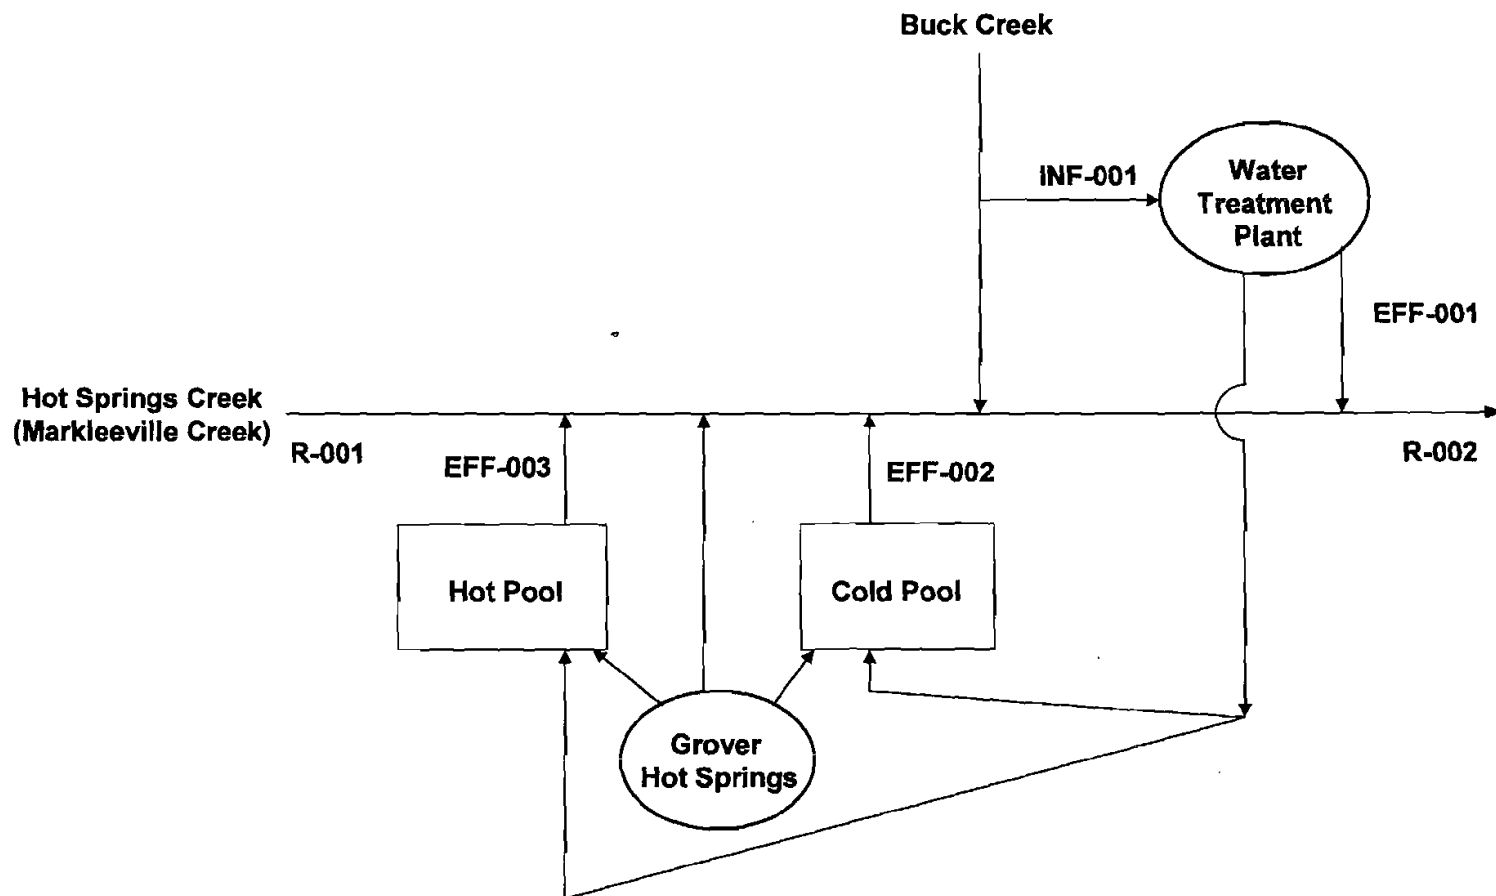 Buck Creek
INF-001
Water
Treatment
Plant
EFF-001
Hot Springs Creek
(Markleeville Creek)
R-001
EFF-003
EFF-002
R-002
Hot Pool
Cold Pool
Grover
Hot Springs